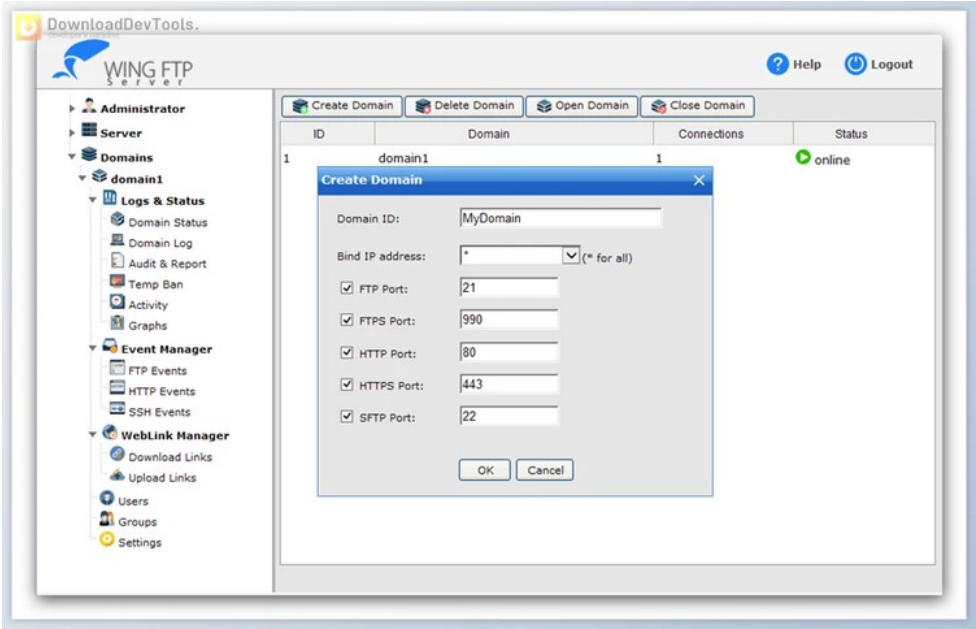 DownloadDevTools.
developer's paradise
WING FTP
Server
Help
Logout
Administrator
Server
Domains
domain1
Logs & Status
Domain Status
Domain Log
Audit & Report
Temp Ban
Activity
Graphs
Event Manager
FTP Events
HTTP Events
SSH Events
WebLink Manager
Download Links
Upload Links
Users
Groups
Settings
Create Domain Delete Domain Open Domain Close Domain
ID Domain Connections Status
1 domain1 1 online
Create Domain
Domain ID: MyDomain
Bind IP address: * (* for all)
FTP Port: 21
FTPS Port: 990
HTTP Port: 80
HTTPS Port: 443
SFTP Port: 22
OK Cancel